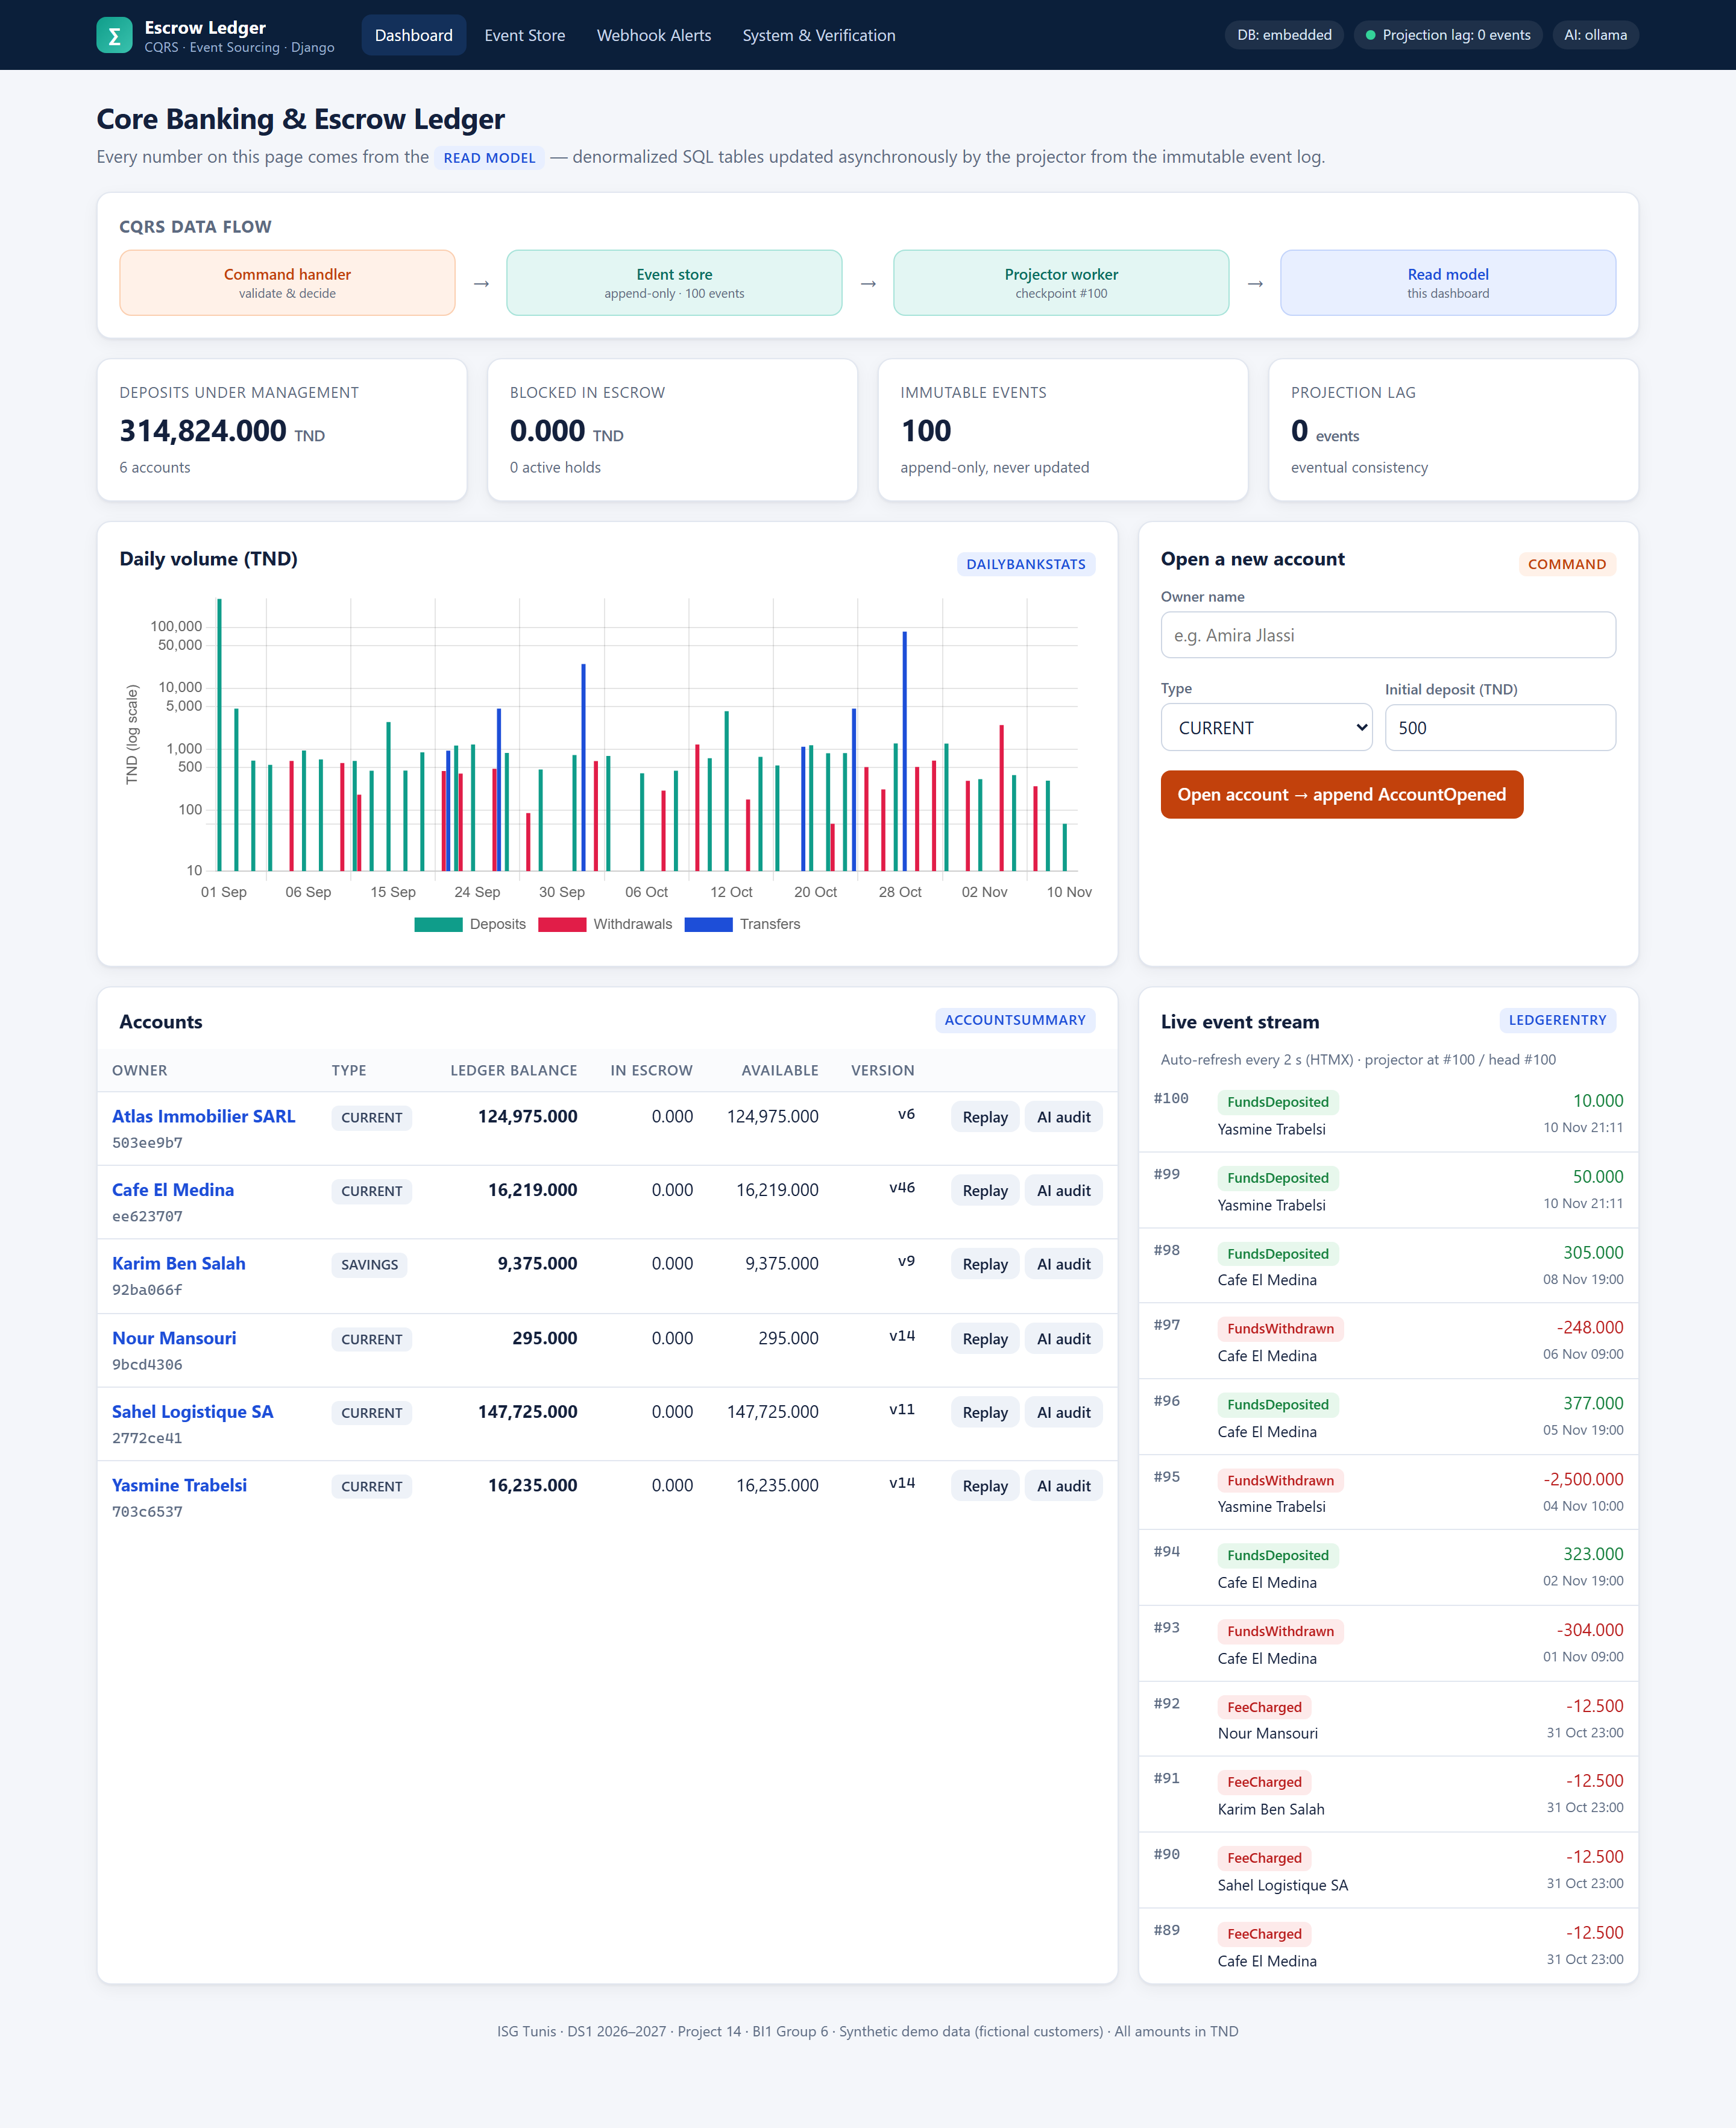 Σ
Escrow Ledger
CQRS · Event Sourcing · Django
Dashboard
Event Store
Webhook Alerts
System & Verification
DB: embedded
Projection lag: 0 events
AI: ollama
Core Banking & Escrow Ledger
Every number on this page comes from the READ MODEL — denormalized SQL tables updated asynchronously by the projector from the immutable event log.
CQRS DATA FLOW
Command handler
validate & decide
→
Event store
append-only · 100 events
→
Projector worker
checkpoint #100
→
Read model
this dashboard
DEPOSITS UNDER MANAGEMENT
314,824.000 TND
6 accounts
BLOCKED IN ESCROW
0.000 TND
0 active holds
IMMUTABLE EVENTS
100
append-only, never updated
PROJECTION LAG
0 events
eventual consistency
Daily volume (TND)
DAILYBANKSTATS
TND (log scale)
100,000
50,000
10,000
5,000
1,000
500
100
10
01 Sep 06 Sep 15 Sep 24 Sep 30 Sep 06 Oct 12 Oct 20 Oct 28 Oct 02 Nov 10 Nov
Deposits Withdrawals Transfers
Open a new account
COMMAND
Owner name
e.g. Amira Jlassi
Type
CURRENT
Initial deposit (TND)
500
Open account → append AccountOpened
Accounts
ACCOUNTSUMMARY
OWNER TYPE LEDGER BALANCE IN ESCROW AVAILABLE VERSION
Atlas Immobilier SARL CURRENT 124,975.000 0.000 124,975.000 v6 Replay AI audit
503ee9b7
Cafe El Medina CURRENT 16,219.000 0.000 16,219.000 v46 Replay AI audit
ee623707
Karim Ben Salah SAVINGS 9,375.000 0.000 9,375.000 v9 Replay AI audit
92ba066f
Nour Mansouri CURRENT 295.000 0.000 295.000 v14 Replay AI audit
9bcd4306
Sahel Logistique SA CURRENT 147,725.000 0.000 147,725.000 v11 Replay AI audit
2772ce41
Yasmine Trabelsi CURRENT 16,235.000 0.000 16,235.000 v14 Replay AI audit
703c6537
Live event stream
LEDGERENTRY
Auto-refresh every 2 s (HTMX) · projector at #100 / head #100
#100 FundsDeposited 10.000
Yasmine Trabelsi 10 Nov 21:11
#99 FundsDeposited 50.000
Yasmine Trabelsi 10 Nov 21:11
#98 FundsDeposited 305.000
Cafe El Medina 08 Nov 19:00
#97 FundsWithdrawn -248.000
Cafe El Medina 06 Nov 09:00
#96 FundsDeposited 377.000
Cafe El Medina 05 Nov 19:00
#95 FundsWithdrawn -2,500.000
Yasmine Trabelsi 04 Nov 10:00
#94 FundsDeposited 323.000
Cafe El Medina 02 Nov 19:00
#93 FundsWithdrawn -304.000
Cafe El Medina 01 Nov 09:00
#92 FeeCharged -12.500
Nour Mansouri 31 Oct 23:00
#91 FeeCharged -12.500
Karim Ben Salah 31 Oct 23:00
#90 FeeCharged -12.500
Sahel Logistique SA 31 Oct 23:00
#89 FeeCharged -12.500
Cafe El Medina 31 Oct 23:00
ISG Tunis · DS1 2026–2027 · Project 14 · BI1 Group 6 · Synthetic demo data (fictional customers) · All amounts in TND